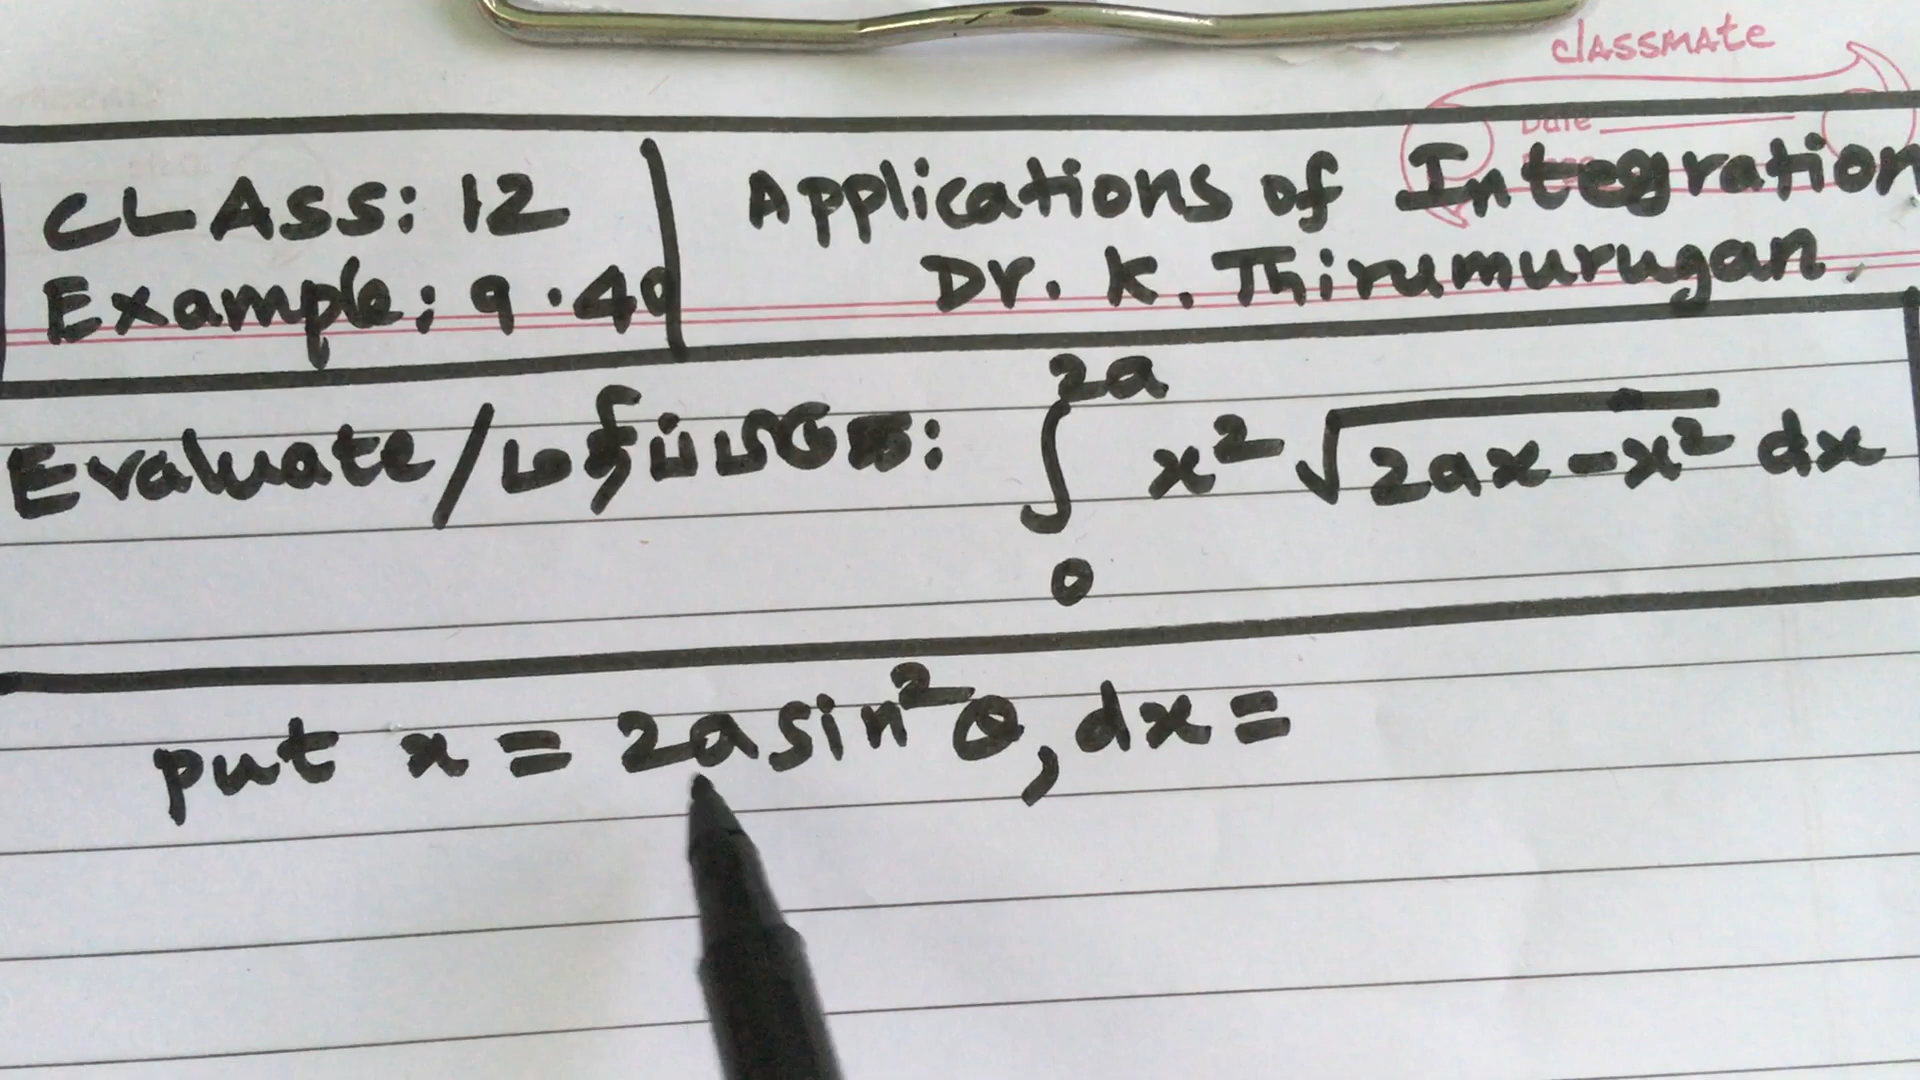 classmate
Date
CLASS: 12 Applications of Integration
Example: 9.49 Dr. K. Thirumurugan.
Evaluate/மதிப்பிடுக: ∫₀²ᵃ x² √(2ax-x²) dx
put x = 2a sin²θ, dx =